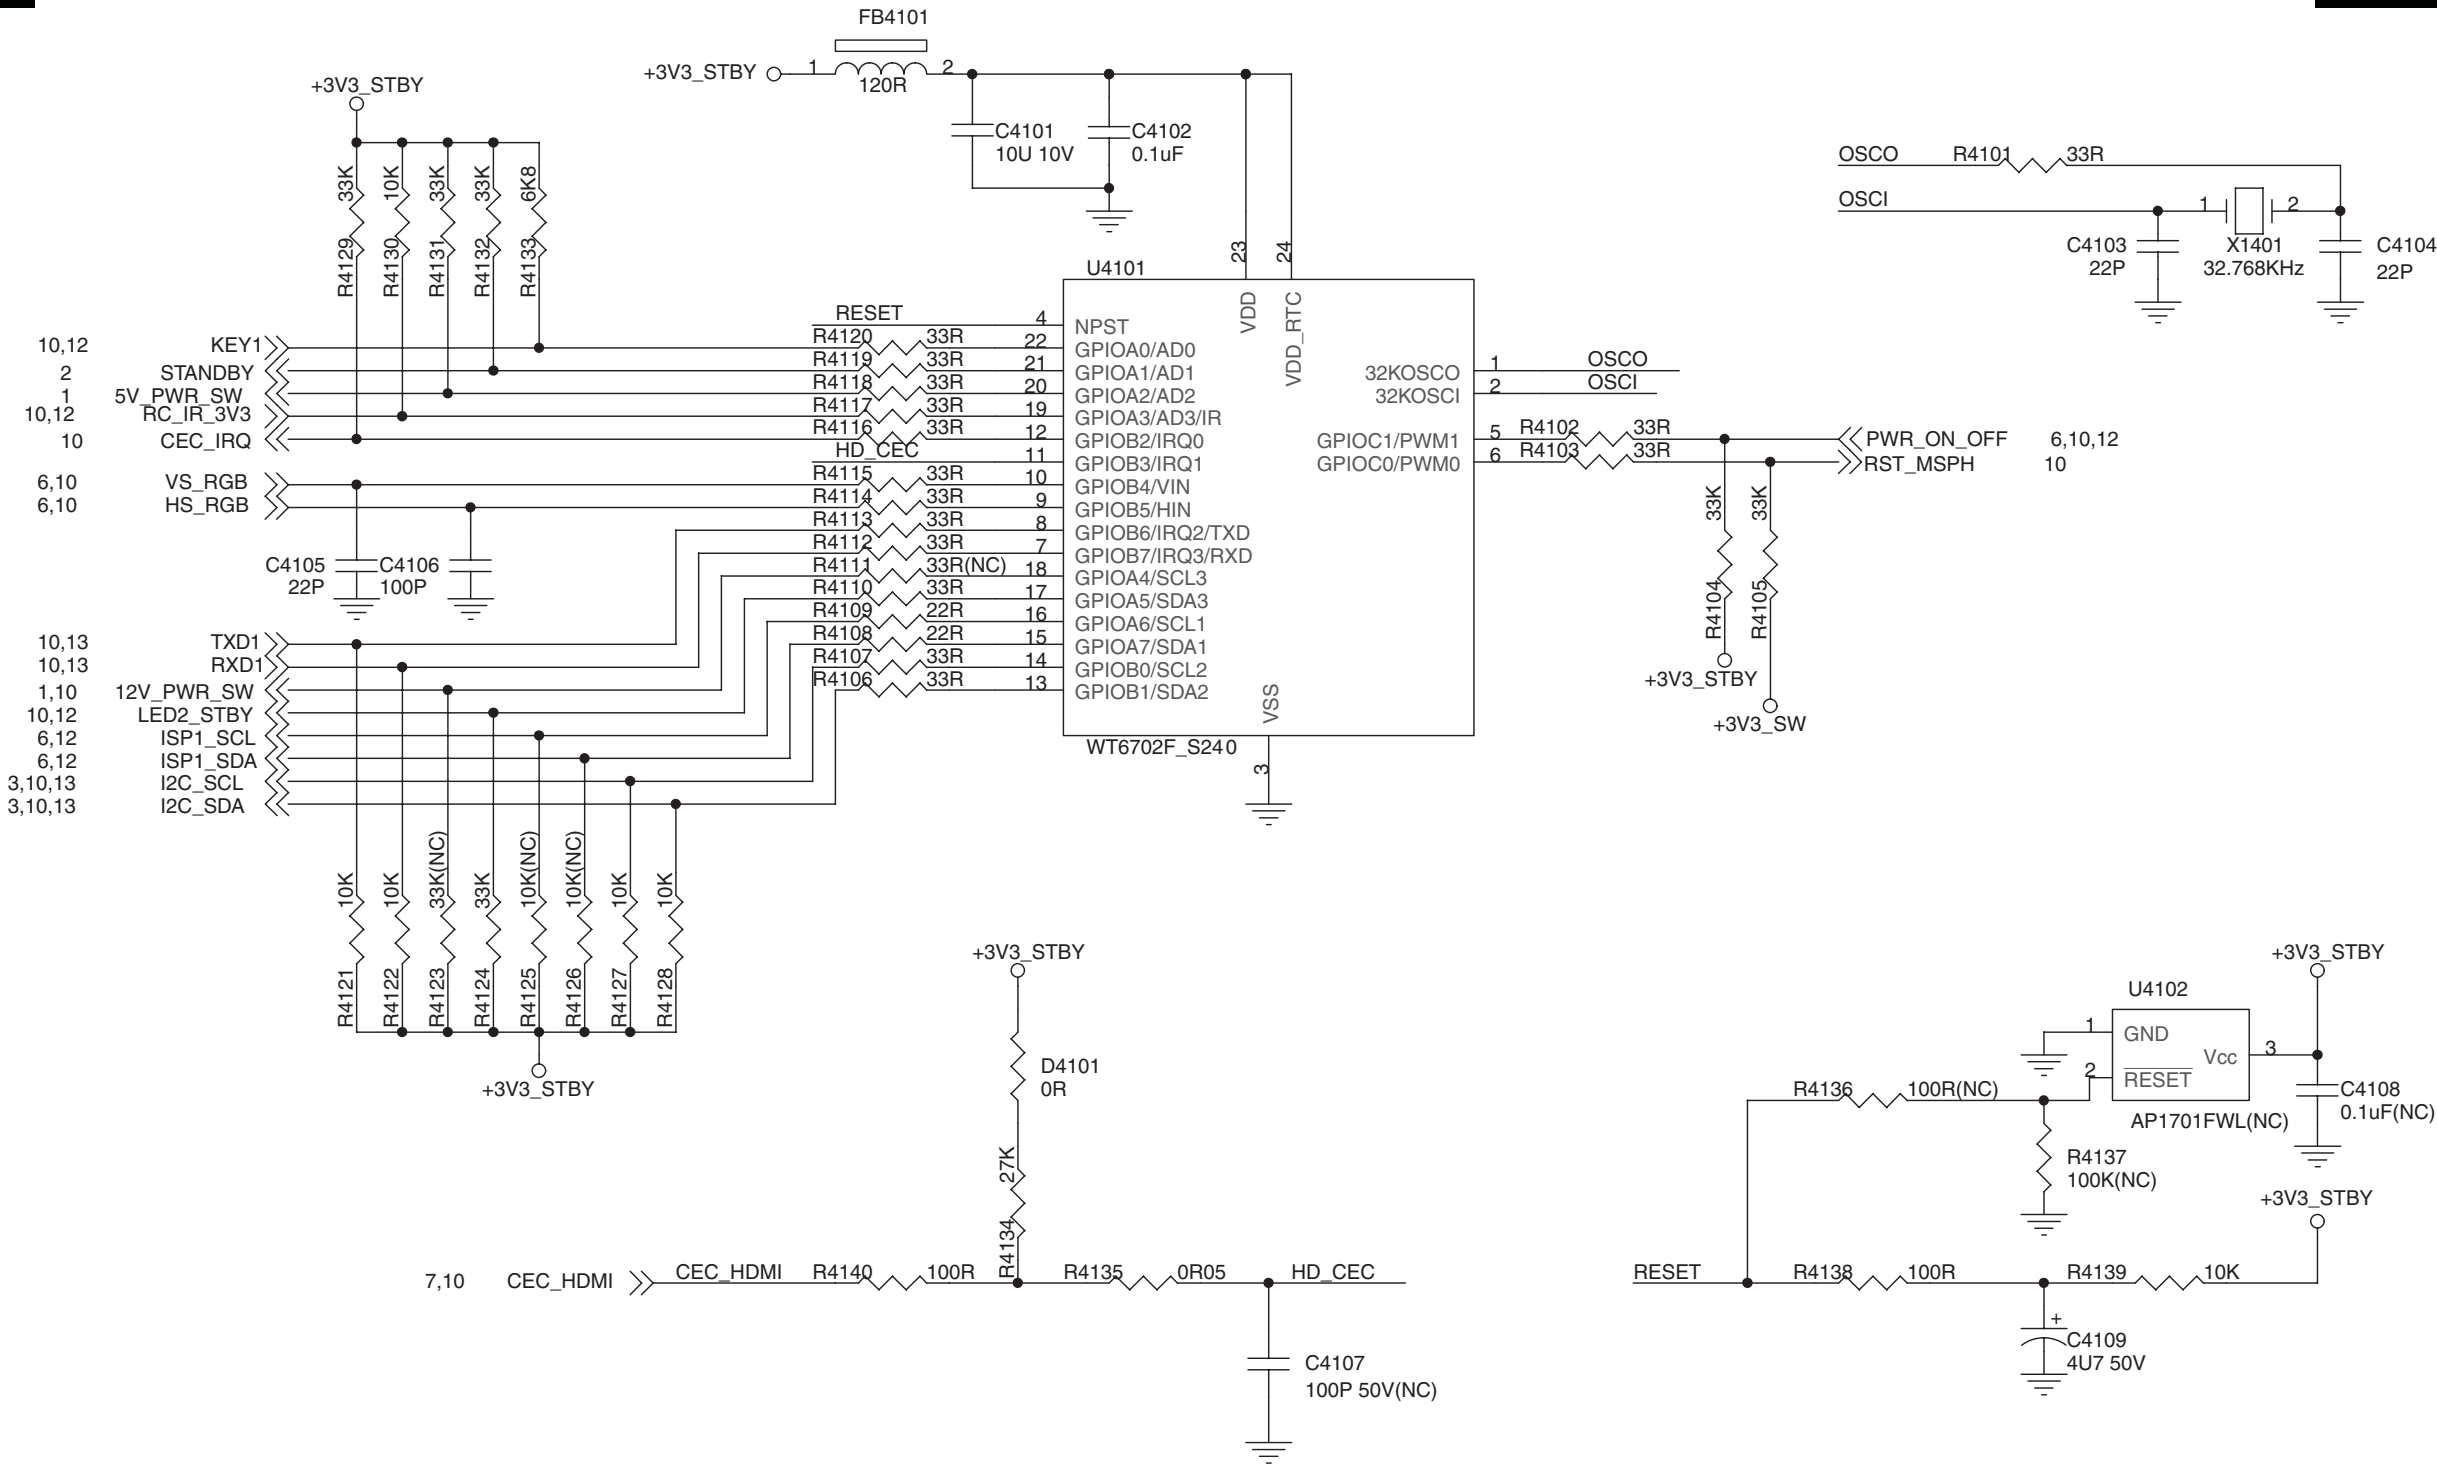 FB4101
+3V3_STBY 1 2
120R
+3V3_STBY
C4101
10U 10V
C4102
0.1uF
33K 10K 33K 33K 6K8
R4129 R4130 R4131 R4132 R4133
OSCO R4101 33R
OSCI
1 2
C4103
22P
X1401
32.768KHz
C4104
22P
23 24
U4101
VDD
VDD_RTC
RESET 4 NPST
10,12 KEY1 R4120 33R 22 GPIOA0/AD0
2 STANDBY R4119 33R 21 GPIOA1/AD1
1 5V_PWR_SW R4118 33R 20 GPIOA2/AD2
10,12 RC_IR_3V3 R4117 33R 19 GPIOA3/AD3/IR
10 CEC_IRQ R4116 33R 12 GPIOB2/IRQ0
HD_CEC 11 GPIOB3/IRQ1
6,10 VS_RGB R4115 33R 10 GPIOB4/VIN
6,10 HS_RGB R4114 33R 9 GPIOB5/HIN
R4113 33R 8 GPIOB6/IRQ2/TXD
R4112 33R 7 GPIOB7/IRQ3/RXD
R4111 33R(NC) 18 GPIOA4/SCL3
R4110 33R 17 GPIOA5/SDA3
R4109 22R 16 GPIOA6/SCL1
R4108 22R 15 GPIOA7/SDA1
R4107 33R 14 GPIOB0/SCL2
R4106 33R 13 GPIOB1/SDA2
32KOSCO 1 OSCO
32KOSCI 2 OSCI
GPIOC1/PWM1 5 R4102 33R PWR_ON_OFF 6,10,12
GPIOC0/PWM0 6 R4103 33R RST_MSPH 10
33K 33K
R4104 R4105
+3V3_STBY
+3V3_SW
C4105
22P
C4106
100P
VSS
WT6702F_S240
3
10,13 TXD1
10,13 RXD1
1,10 12V_PWR_SW
10,12 LED2_STBY
6,12 ISP1_SCL
6,12 ISP1_SDA
3,10,13 I2C_SCL
3,10,13 I2C_SDA
10K 10K 33K(NC) 33K 10K(NC) 10K(NC) 10K 10K
R4121 R4122 R4123 R4124 R4125 R4126 R4127 R4128
+3V3_STBY
+3V3_STBY
D4101
0R
27K
R4134
7,10 CEC_HDMI CEC_HDMI R4140 100R R4135 0R05 HD_CEC
C4107
100P 50V(NC)
+3V3_STBY
U4102
1 GND
Vcc 3
2 RESET
AP1701FWL(NC)
C4108
0.1uF(NC)
R4136 100R(NC)
R4137
100K(NC)
+3V3_STBY
RESET R4138 100R R4139 10K
+
C4109
4U7 50V